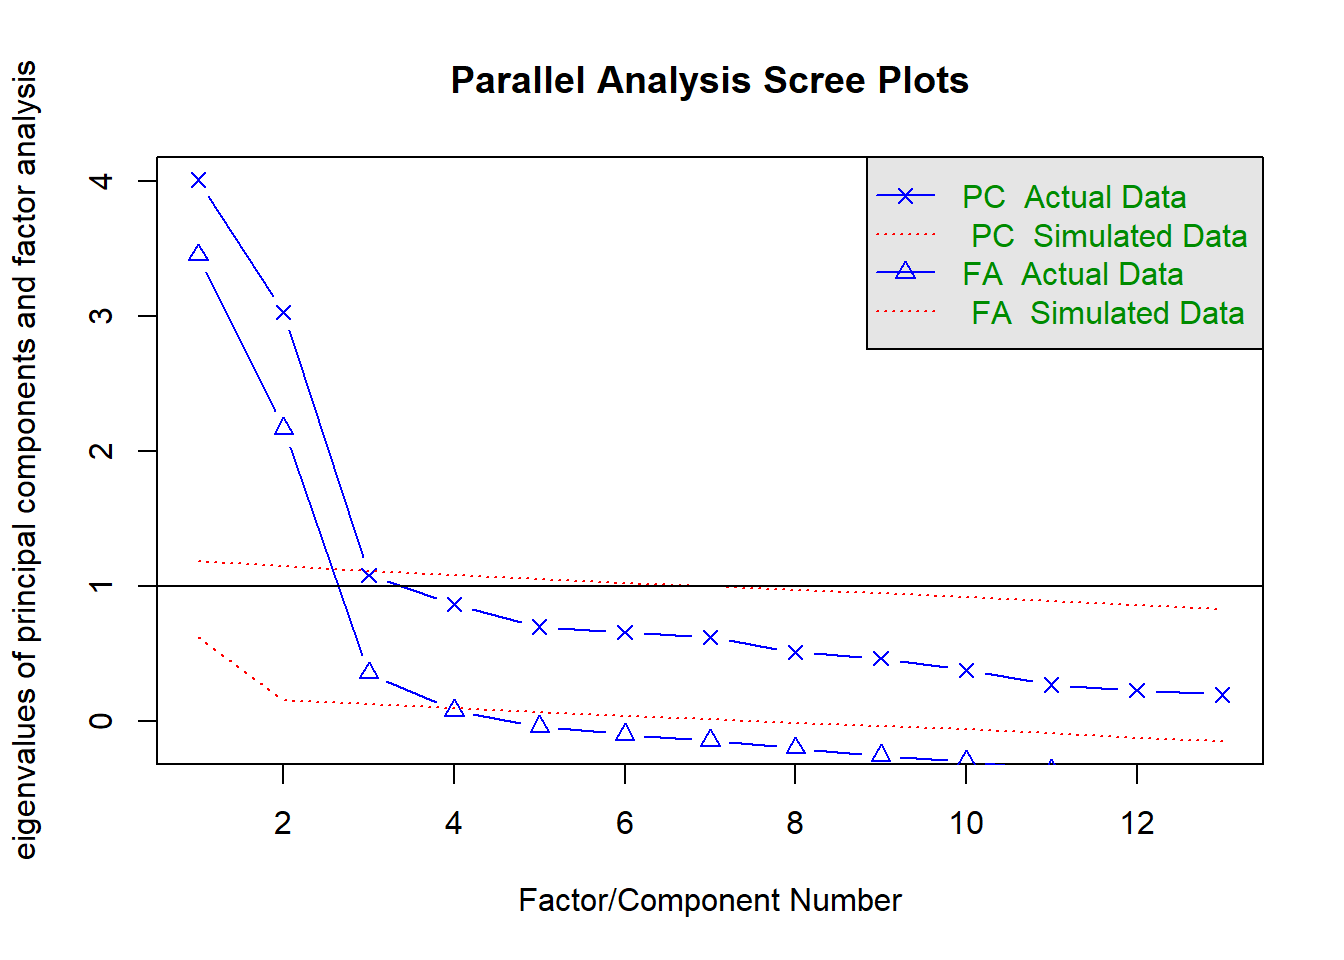 Parallel Analysis Scree Plots
eigenvalues of principal components and factor analysis
4
3
2
1
0
PC Actual Data
PC Simulated Data
FA Actual Data
FA Simulated Data
2 4 6 8 10 12
Factor/Component Number